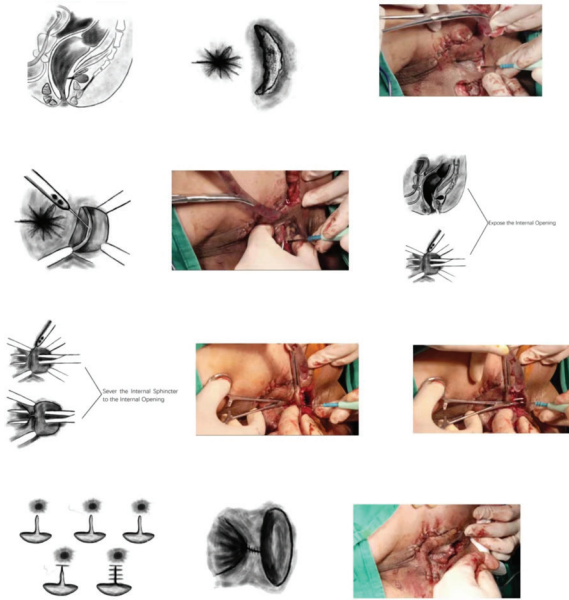 Expose the Internal Opening
Sever the Internal Sphincter
to the Internal Opening